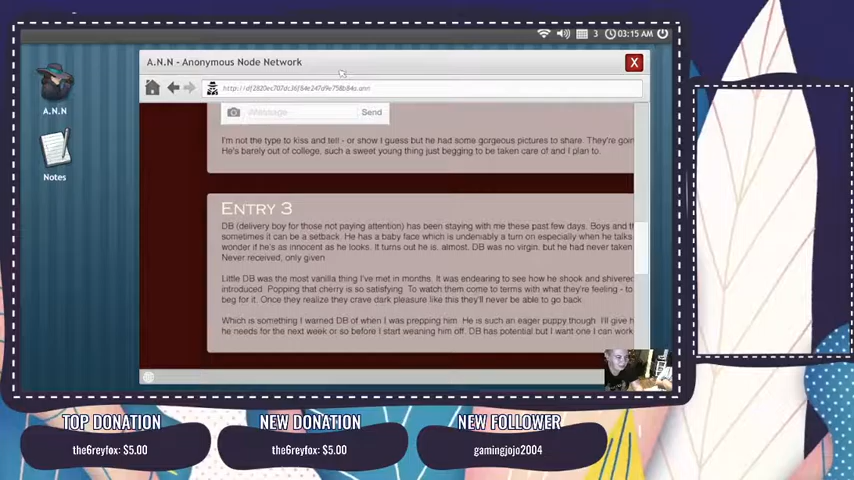 3 03:15 AM
A.N.N - Anonymous Node Network X
http://df2820ec707dc36f84e247d9e758b84a.ann
A.N.N
iMessage Send
I'm not the type to kiss and tell - or show I guess but he had some gorgeous pictures to share. They're goin
He's barely out of college, such a sweet young thing just begging to be taken care of and I plan to.
Notes
ENTRY 3
DB (delivery boy for those not paying attention) has been staying with me these past few days. Boys and th
sometimes it can be a setback. He has a baby face which is undeniably a turn on especially when he talks
wonder if he's as innocent as he looks. It turns out he is, almost. DB was no virgin, but he had never taken
Never received, only given
Little DB was the most vanilla thing I've met in months. It was endearing to see how he shook and shivered
introduced. Popping that cherry is so satisfying. To watch them come to terms with what they're feeling - to
beg for it. Once they realize they crave dark pleasure like this they'll never be able to go back
Which is something I warned DB of when I was prepping him. He is such an eager puppy though. I'll give h
he needs for the next week or so before I start weaning him off. DB has potential but I want one I can work
TOP DONATION NEW DONATION NEW FOLLOWER
the6reyfox: $5.00 the6reyfox: $5.00 gamingjojo2004